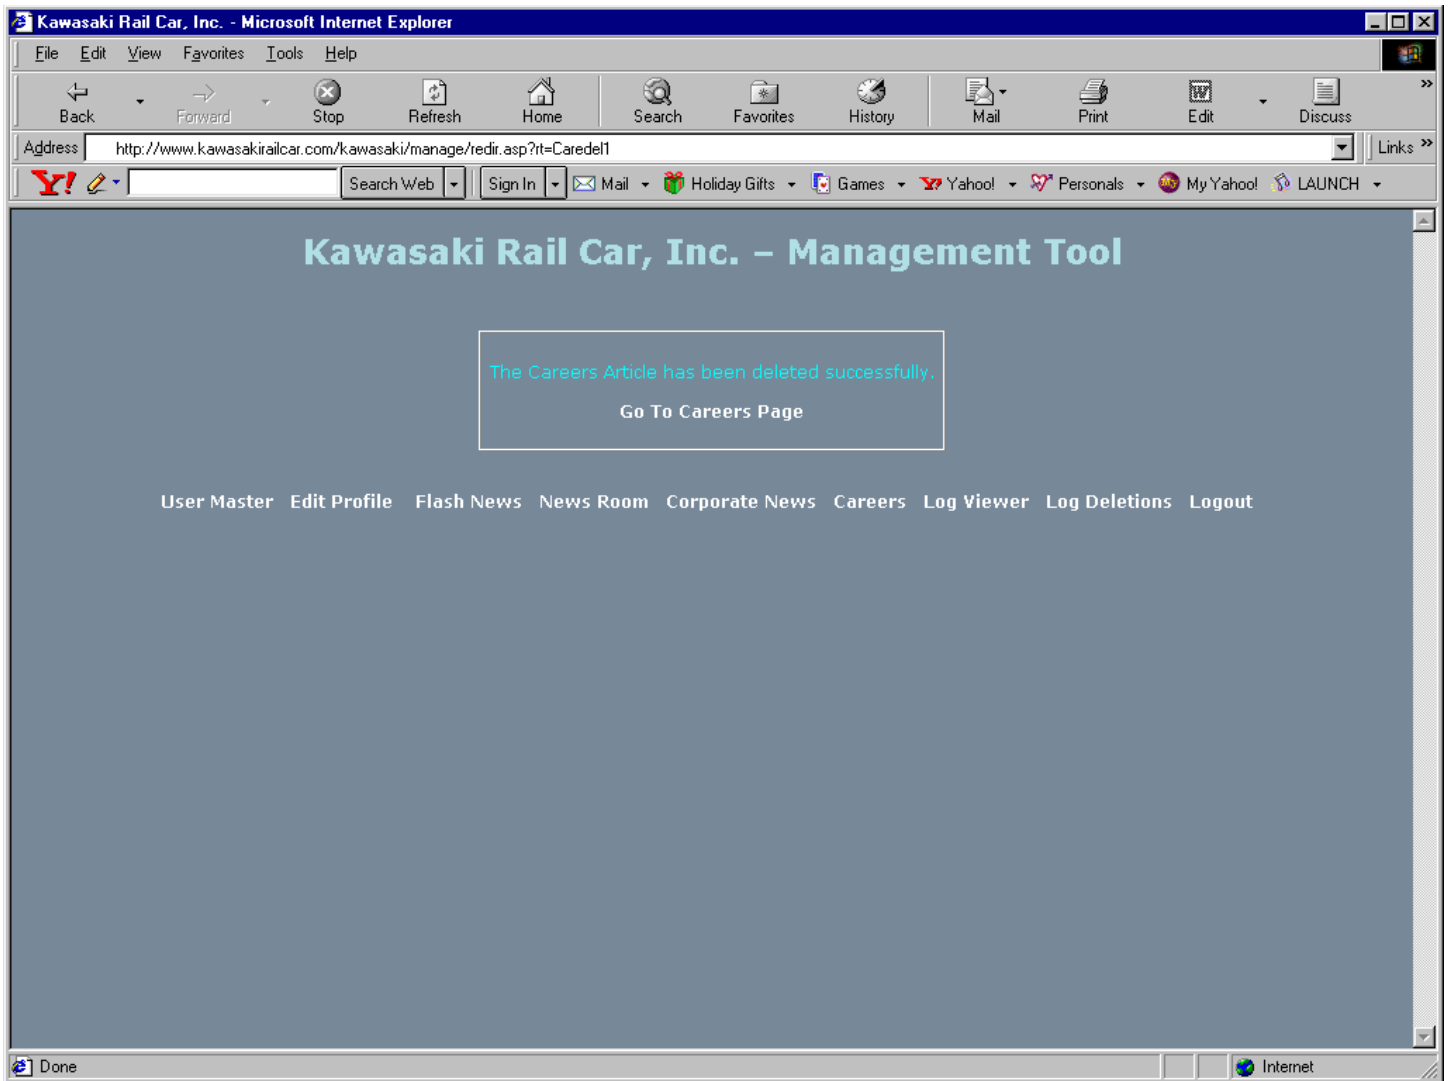 Kawasaki Rail Car, Inc. - Microsoft Internet Explorer
File Edit View Favorites Tools Help
Back Forward Stop Refresh Home Search Favorites History Mail Print Edit Discuss »
Address http://www.kawasakirailcar.com/kawasaki/manage/redir.asp?rt=Caredel1 Links »
Y! Search Web Sign In Mail Holiday Gifts Games Y! Yahoo! Personals My Yahoo! LAUNCH
Kawasaki Rail Car, Inc. – Management Tool
The Careers Article has been deleted successfully.
Go To Careers Page
User Master Edit Profile Flash News News Room Corporate News Careers Log Viewer Log Deletions Logout
Done Internet